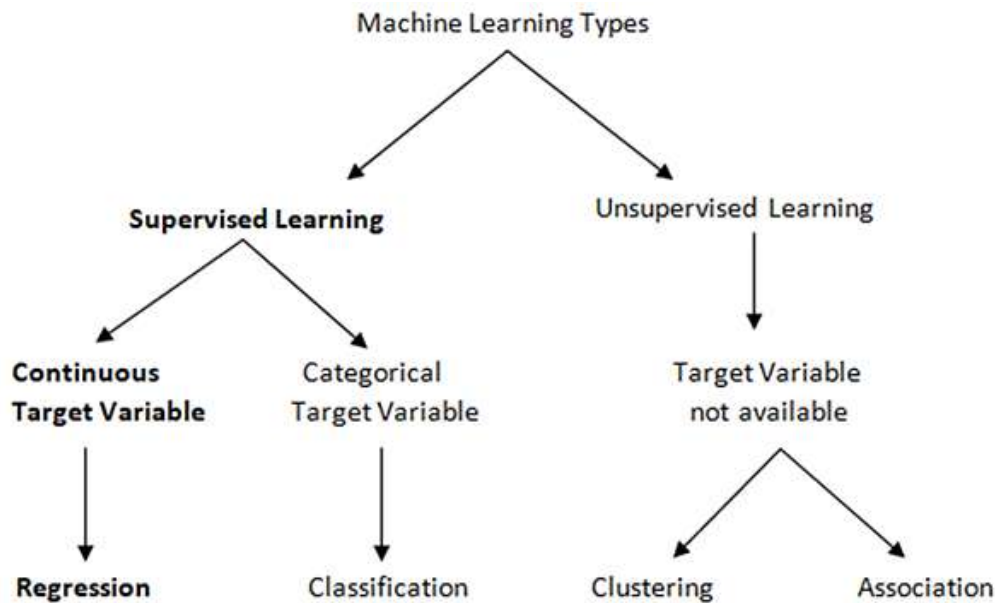 Machine Learning Types
Supervised Learning
Unsupervised Learning
Continuous
Target Variable
Categorical
Target Variable
Target Variable
not available
Regression
Classification
Clustering
Association